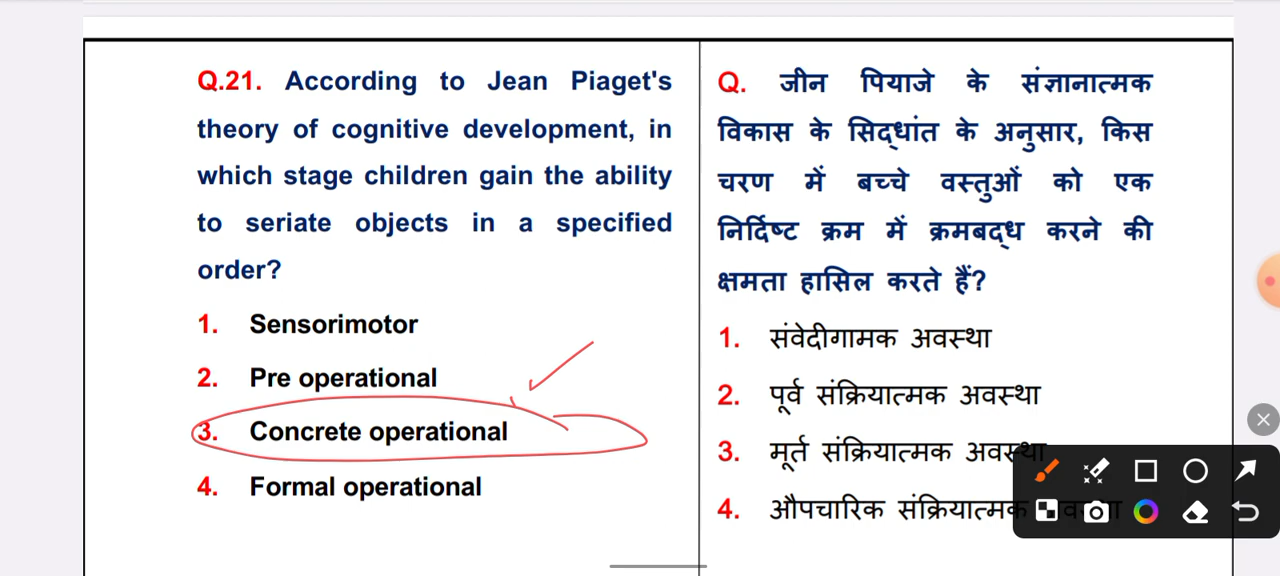 Q.21. According to Jean Piaget's
theory of cognitive development, in
which stage children gain the ability
to seriate objects in a specified
order?
1. Sensorimotor
2. Pre operational
3. Concrete operational
4. Formal operational
Q. जीन पियाजे के संज्ञानात्मक
विकास के सिद्धांत के अनुसार, किस
चरण में बच्चे वस्तुओं को एक
निर्दिष्ट क्रम में क्रमबद्ध करने की
क्षमता हासिल करते हैं?
1. संवेदीगामक अवस्था
2. पूर्व संक्रियात्मक अवस्था
3. मूर्त संक्रियात्मक अवस्था
4. औपचारिक संक्रियात्मक